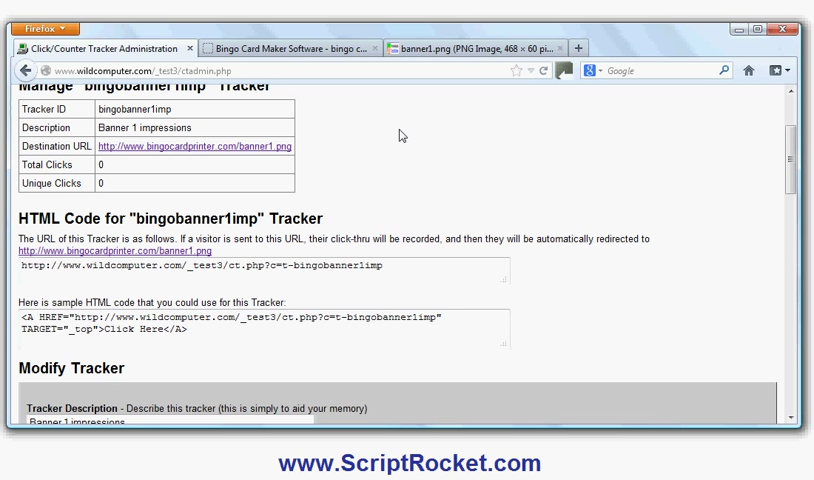 Firefox
Click/Counter Tracker Administration
Bingo Card Maker Software - bingo c...
banner1.png (PNG Image, 468 × 60 pi...
www.wildcomputer.com/_test3/ctadmin.php
Google
Manage "bingobanner1imp" Tracker
Tracker ID bingobanner1imp
Description Banner 1 impressions
Destination URL http://www.bingocardprinter.com/banner1.png
Total Clicks 0
Unique Clicks 0
HTML Code for "bingobanner1imp" Tracker
The URL of this Tracker is as follows. If a visitor is sent to this URL, their click-thru will be recorded, and then they will be automatically redirected to
http://www.bingocardprinter.com/banner1.png
http://www.wildcomputer.com/_test3/ct.php?c=t-bingobanner1imp
Here is sample HTML code that you could use for this Tracker:
<A HREF="http://www.wildcomputer.com/_test3/ct.php?c=t-bingobanner1imp"
TARGET="_top">Click Here</A>
Modify Tracker
Tracker Description - Describe this tracker (this is simply to aid your memory)
Banner 1 impressions
www.ScriptRocket.com